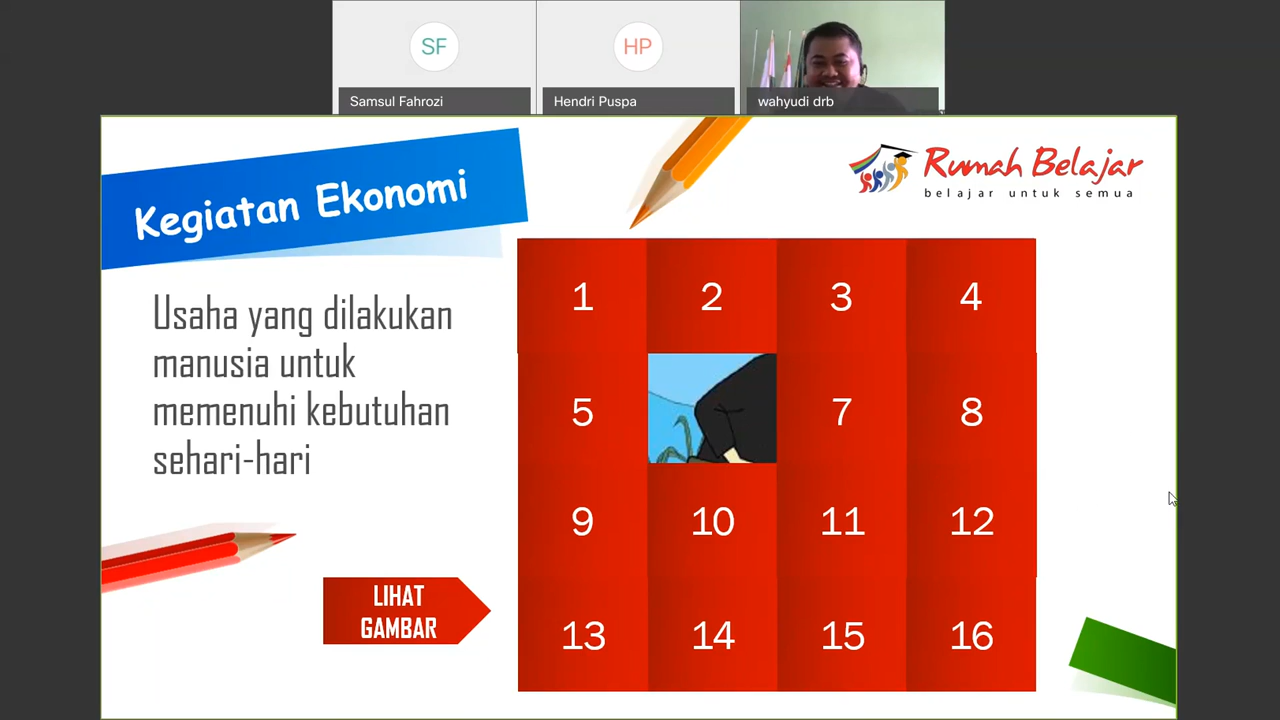 SF
HP
Samsul Fahrozi
Hendri Puspa
wahyudi drb
Kegiatan Ekonomi
Rumah Belajar
belajar untuk semua
Usaha yang dilakukan
manusia untuk
memenuhi kebutuhan
sehari-hari
LIHAT
GAMBAR
1 2 3 4
5 7 8
9 10 11 12
13 14 15 16